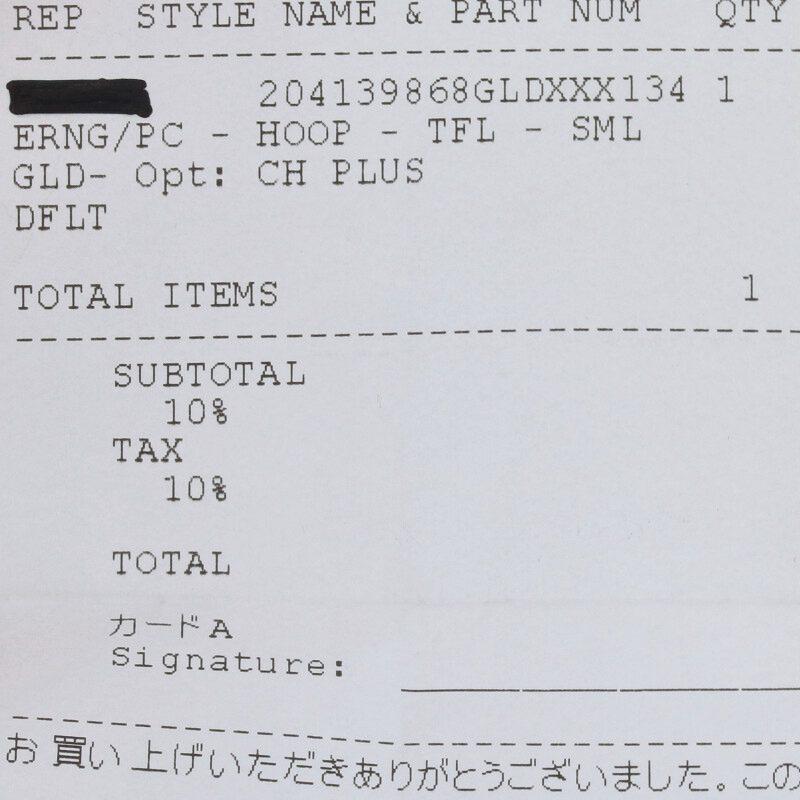 REP STYLE NAME & PART NUM QTY
204139868GLDXXX134 1
ERNG/PC - HOOP - TFL - SML
GLD- Opt: CH PLUS
DFLT
TOTAL ITEMS 1
SUBTOTAL
10%
TAX
10%
TOTAL
カードA
Signature:
お買い上げいただきありがとうございました。この